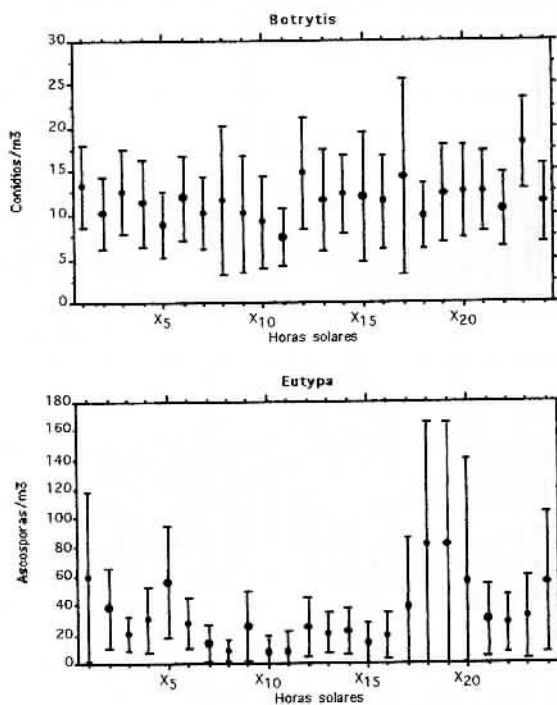 Botrytis
30
25
20
15
10
5
0
Conidios/m3
X5 X10 X15 X20
Horas solares
Eutypa
180
160
140
120
100
80
60
40
20
0
Ascosporas/m3
X5 X10 X15 X20
Horas solares